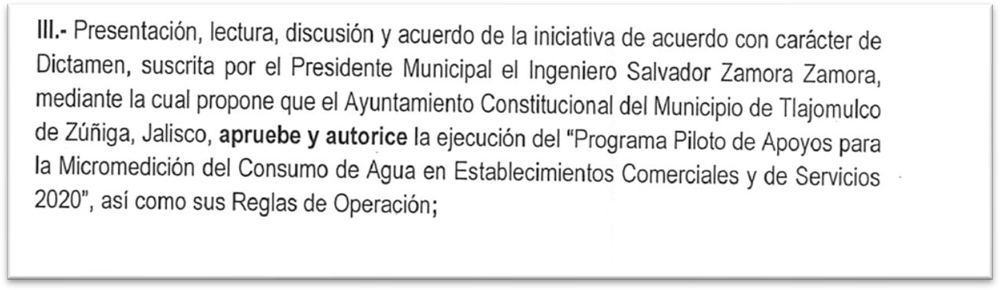 III.- Presentación, lectura, discusión y acuerdo de la iniciativa de acuerdo con carácter de
Dictamen, suscrita por el Presidente Municipal el Ingeniero Salvador Zamora Zamora,
mediante la cual propone que el Ayuntamiento Constitucional del Municipio de Tlajomulco
de Zúñiga, Jalisco, apruebe y autorice la ejecución del “Programa Piloto de Apoyos para
la Micromedición del Consumo de Agua en Establecimientos Comerciales y de Servicios
2020”, así como sus Reglas de Operación;